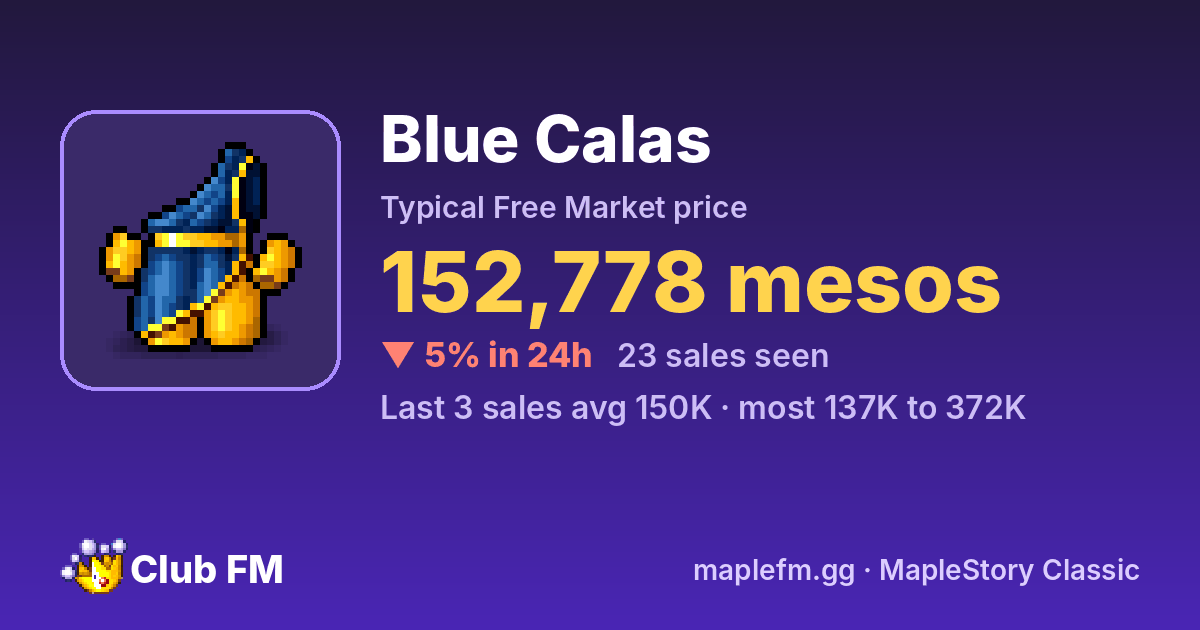 Blue Calas
Typical Free Market price
152,778 mesos
▼ 5% in 24h 23 sales seen
Last 3 sales avg 150K · most 137K to 372K
Club FM
maplefm.gg · MapleStory Classic